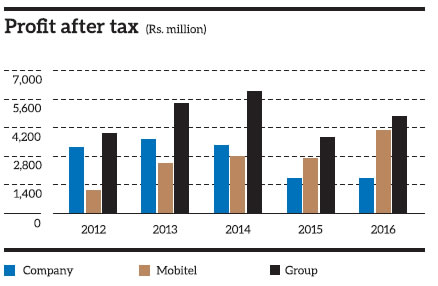 Profit after tax (Rs. million)
7,000
5,600
4,200
2,800
1,400
0
2012 2013 2014 2015 2016
Company Mobitel Group